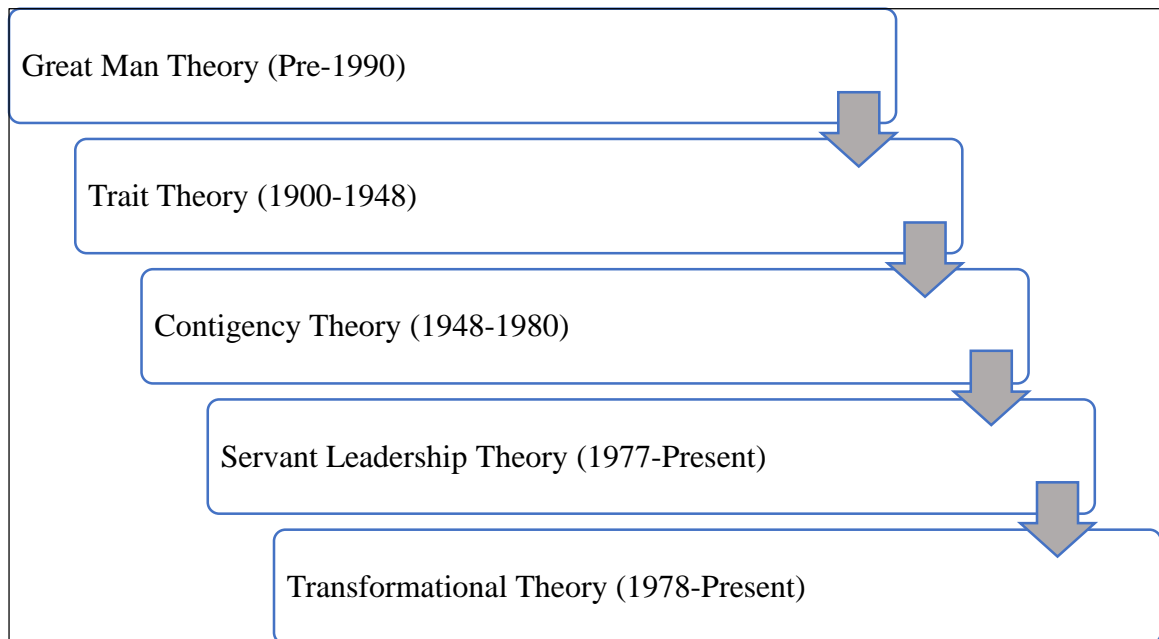 Great Man Theory (Pre-1990)
Trait Theory (1900-1948)
Contigency Theory (1948-1980)
Servant Leadership Theory (1977-Present)
Transformational Theory (1978-Present)